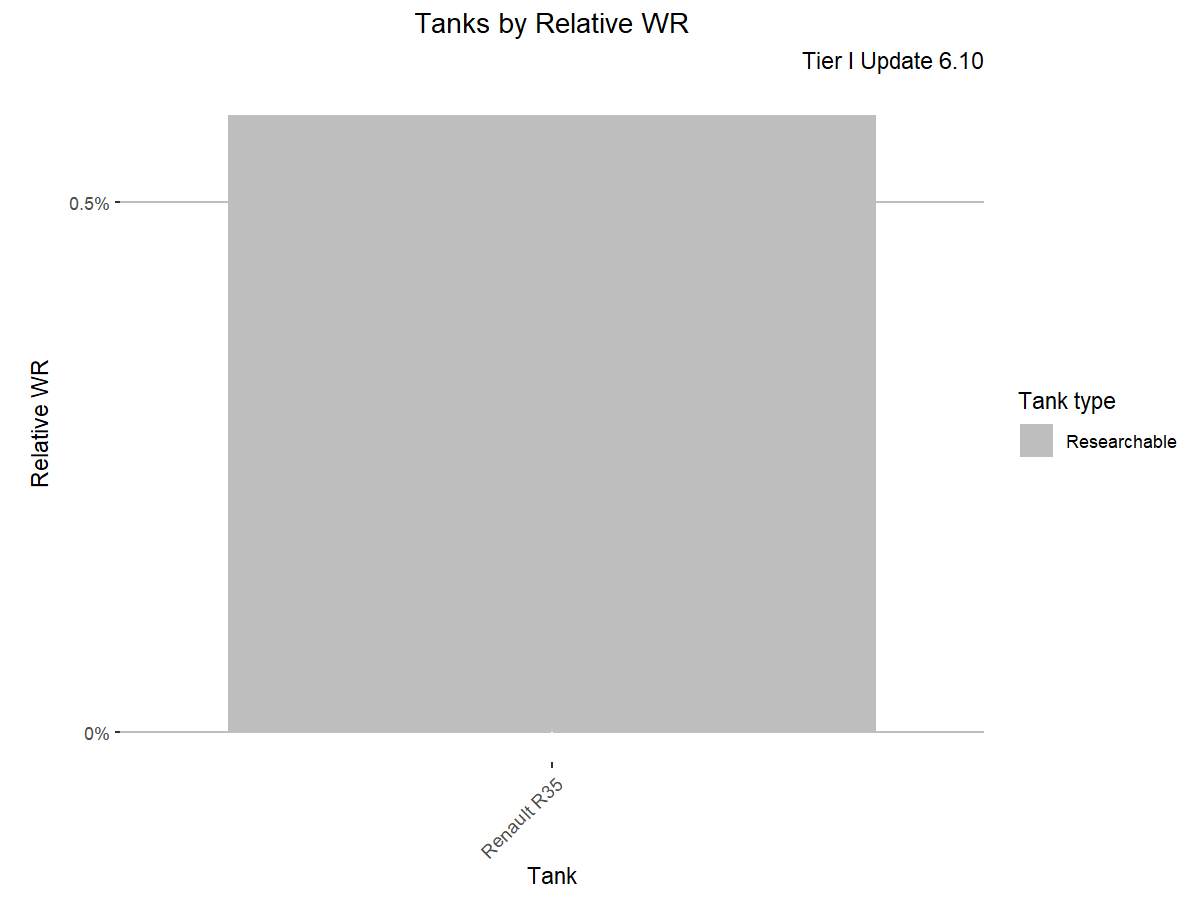 Tanks by Relative WR
Tier I Update 6.10
0.5%
0%
Relative WR
Renault R35
Tank
Tank type
Researchable